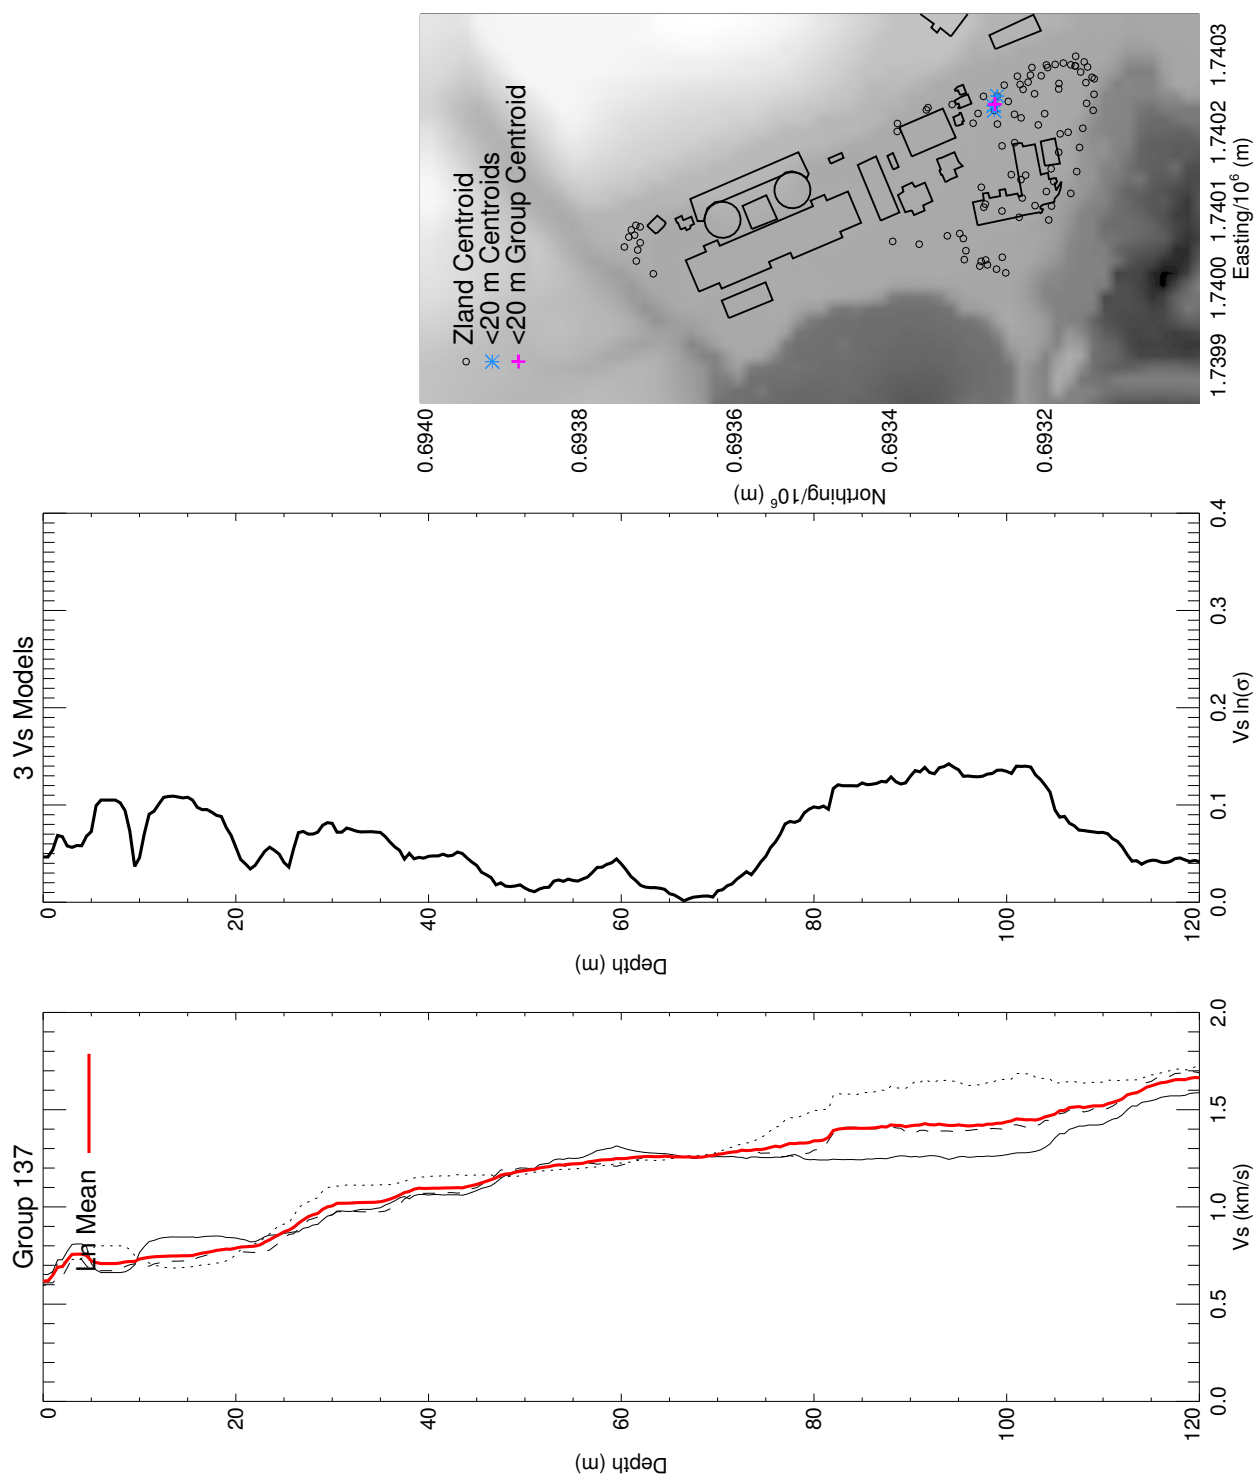 Group 137
Ln Mean
0
20
40
60
80
100
120
Depth (m)
0.0
0.5
1.0
1.5
2.0
Vs (km/s)
3 Vs Models
0
20
40
60
80
100
120
Depth (m)
0.0
0.1
0.2
0.3
0.4
Vs ln(σ)
Zland Centroid
<20 m Centroids
<20 m Group Centroid
0.6940
0.6938
0.6936
0.6934
0.6932
Northing/10⁶ (m)
1.7399
1.7400
1.7401
1.7402
1.7403
Easting/10⁶ (m)